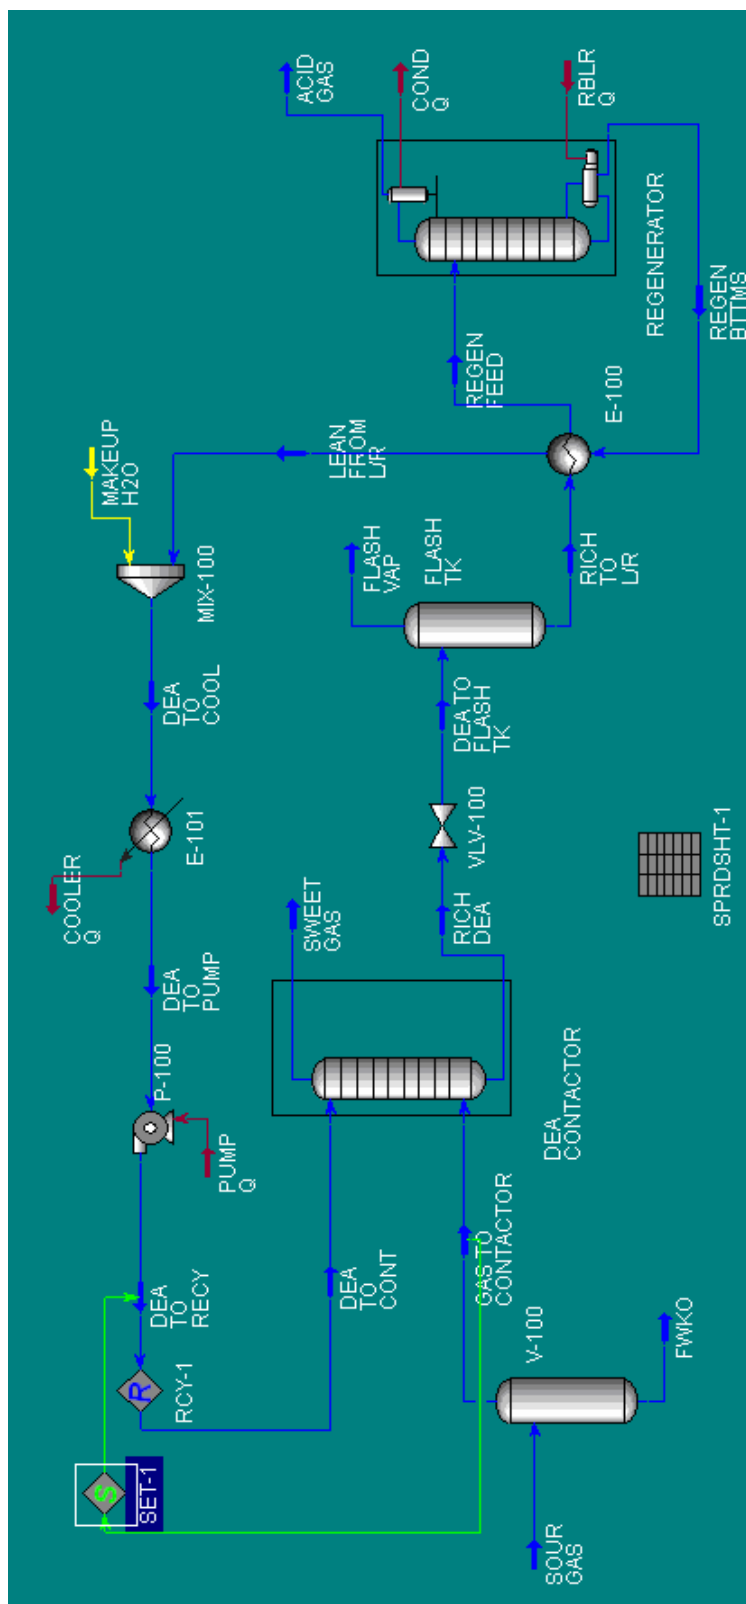 S
SET-1
R
RCY-1
DEA
TO
RECY
PUMP
Q
P-100
DEA
TO
PUMP
COOLER
Q
E-101
DEA
TO
COOL
MIX-100
MAKEUP
H2O
LEAN
FROM
L/R
ACID
GAS
COND
Q
RBLR
Q
SOUR
GAS
V-100
FWKO
GAS TO
CONTACTOR
DEA
TO
CONT
DEA
CONTACTOR
SWEET
GAS
RICH
DEA
VLV-100
DEA TO
FLASH
TK
FLASH
VAP
FLASH
TK
RICH
TO
L/R
E-100
REGEN
FEED
REGENERATOR
REGEN
BTTMS
SPRDSHT-1